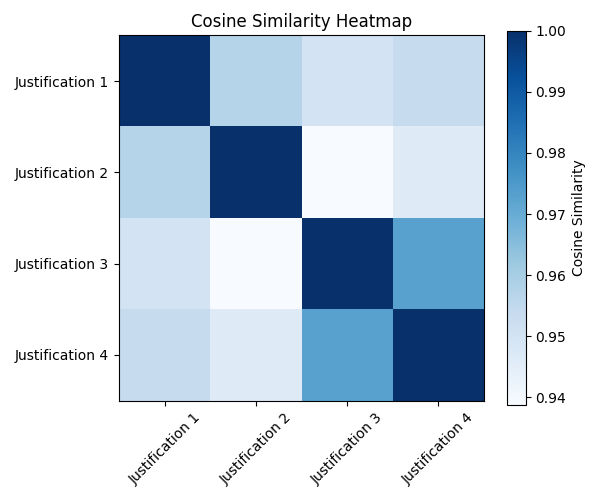 Cosine Similarity Heatmap
Justification 1
Justification 2
Justification 3
Justification 4
Justification 1
Justification 2
Justification 3
Justification 4
1.00
0.99
0.98
0.97
0.96
0.95
0.94
Cosine Similarity